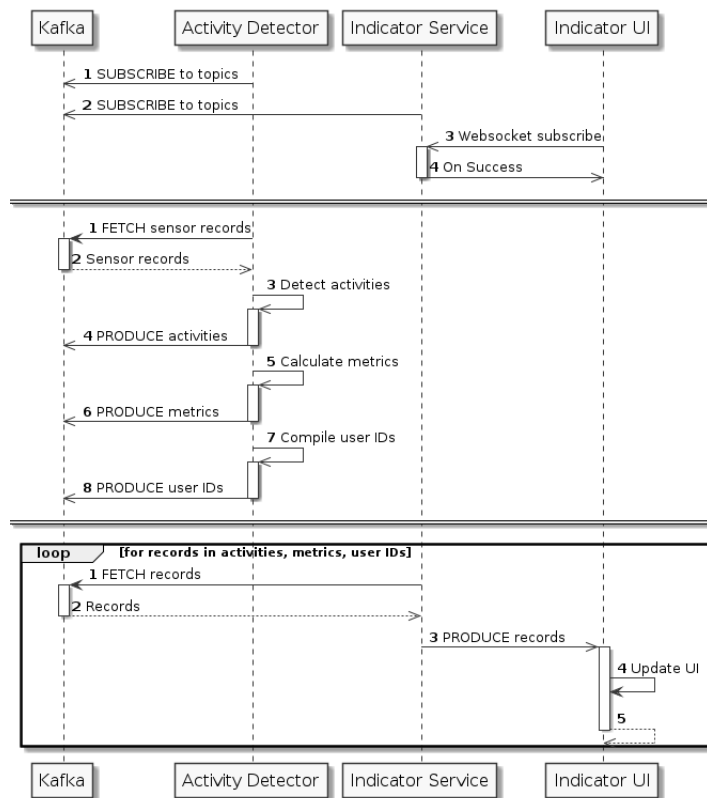 Kafka Activity Detector Indicator Service Indicator UI
1 SUBSCRIBE to topics
2 SUBSCRIBE to topics
3 Websocket subscribe
4 On Success
1 FETCH sensor records
2 Sensor records
3 Detect activities
4 PRODUCE activities
5 Calculate metrics
6 PRODUCE metrics
7 Compile user IDs
8 PRODUCE user IDs
loop [for records in activities, metrics, user IDs]
1 FETCH records
2 Records
3 PRODUCE records
4 Update UI
5
Kafka Activity Detector Indicator Service Indicator UI